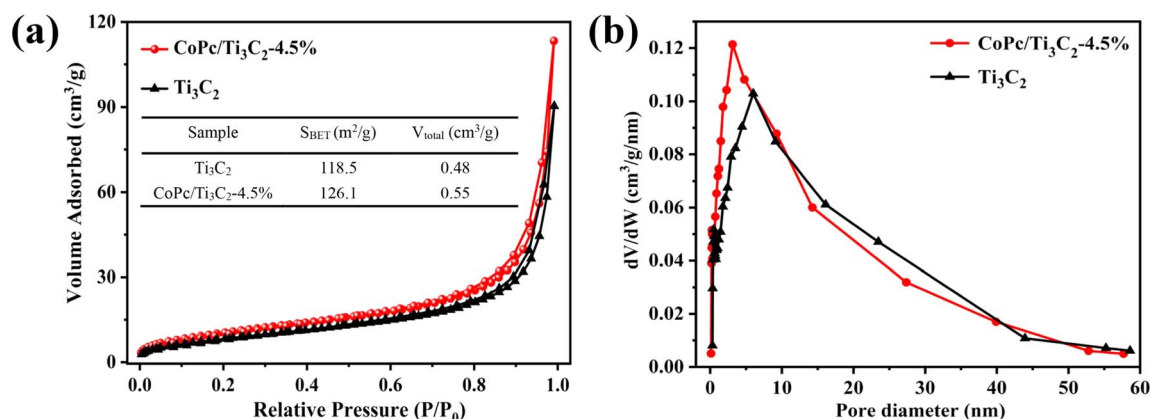 (a)
120
90
60
30
0
Volume Adsorbed (cm³/g)
CoPc/Ti₃C₂-4.5%
Ti₃C₂
Sample S_BET (m²/g) V_total (cm³/g)
Ti₃C₂ 118.5 0.48
CoPc/Ti₃C₂-4.5% 126.1 0.55
0.0 0.2 0.4 0.6 0.8 1.0
Relative Pressure (P/P₀)
(b)
0.12
0.10
0.08
0.06
0.04
0.02
0.00
dV/dW (cm³/g/nm)
CoPc/Ti₃C₂-4.5%
Ti₃C₂
0 10 20 30 40 50 60
Pore diameter (nm)